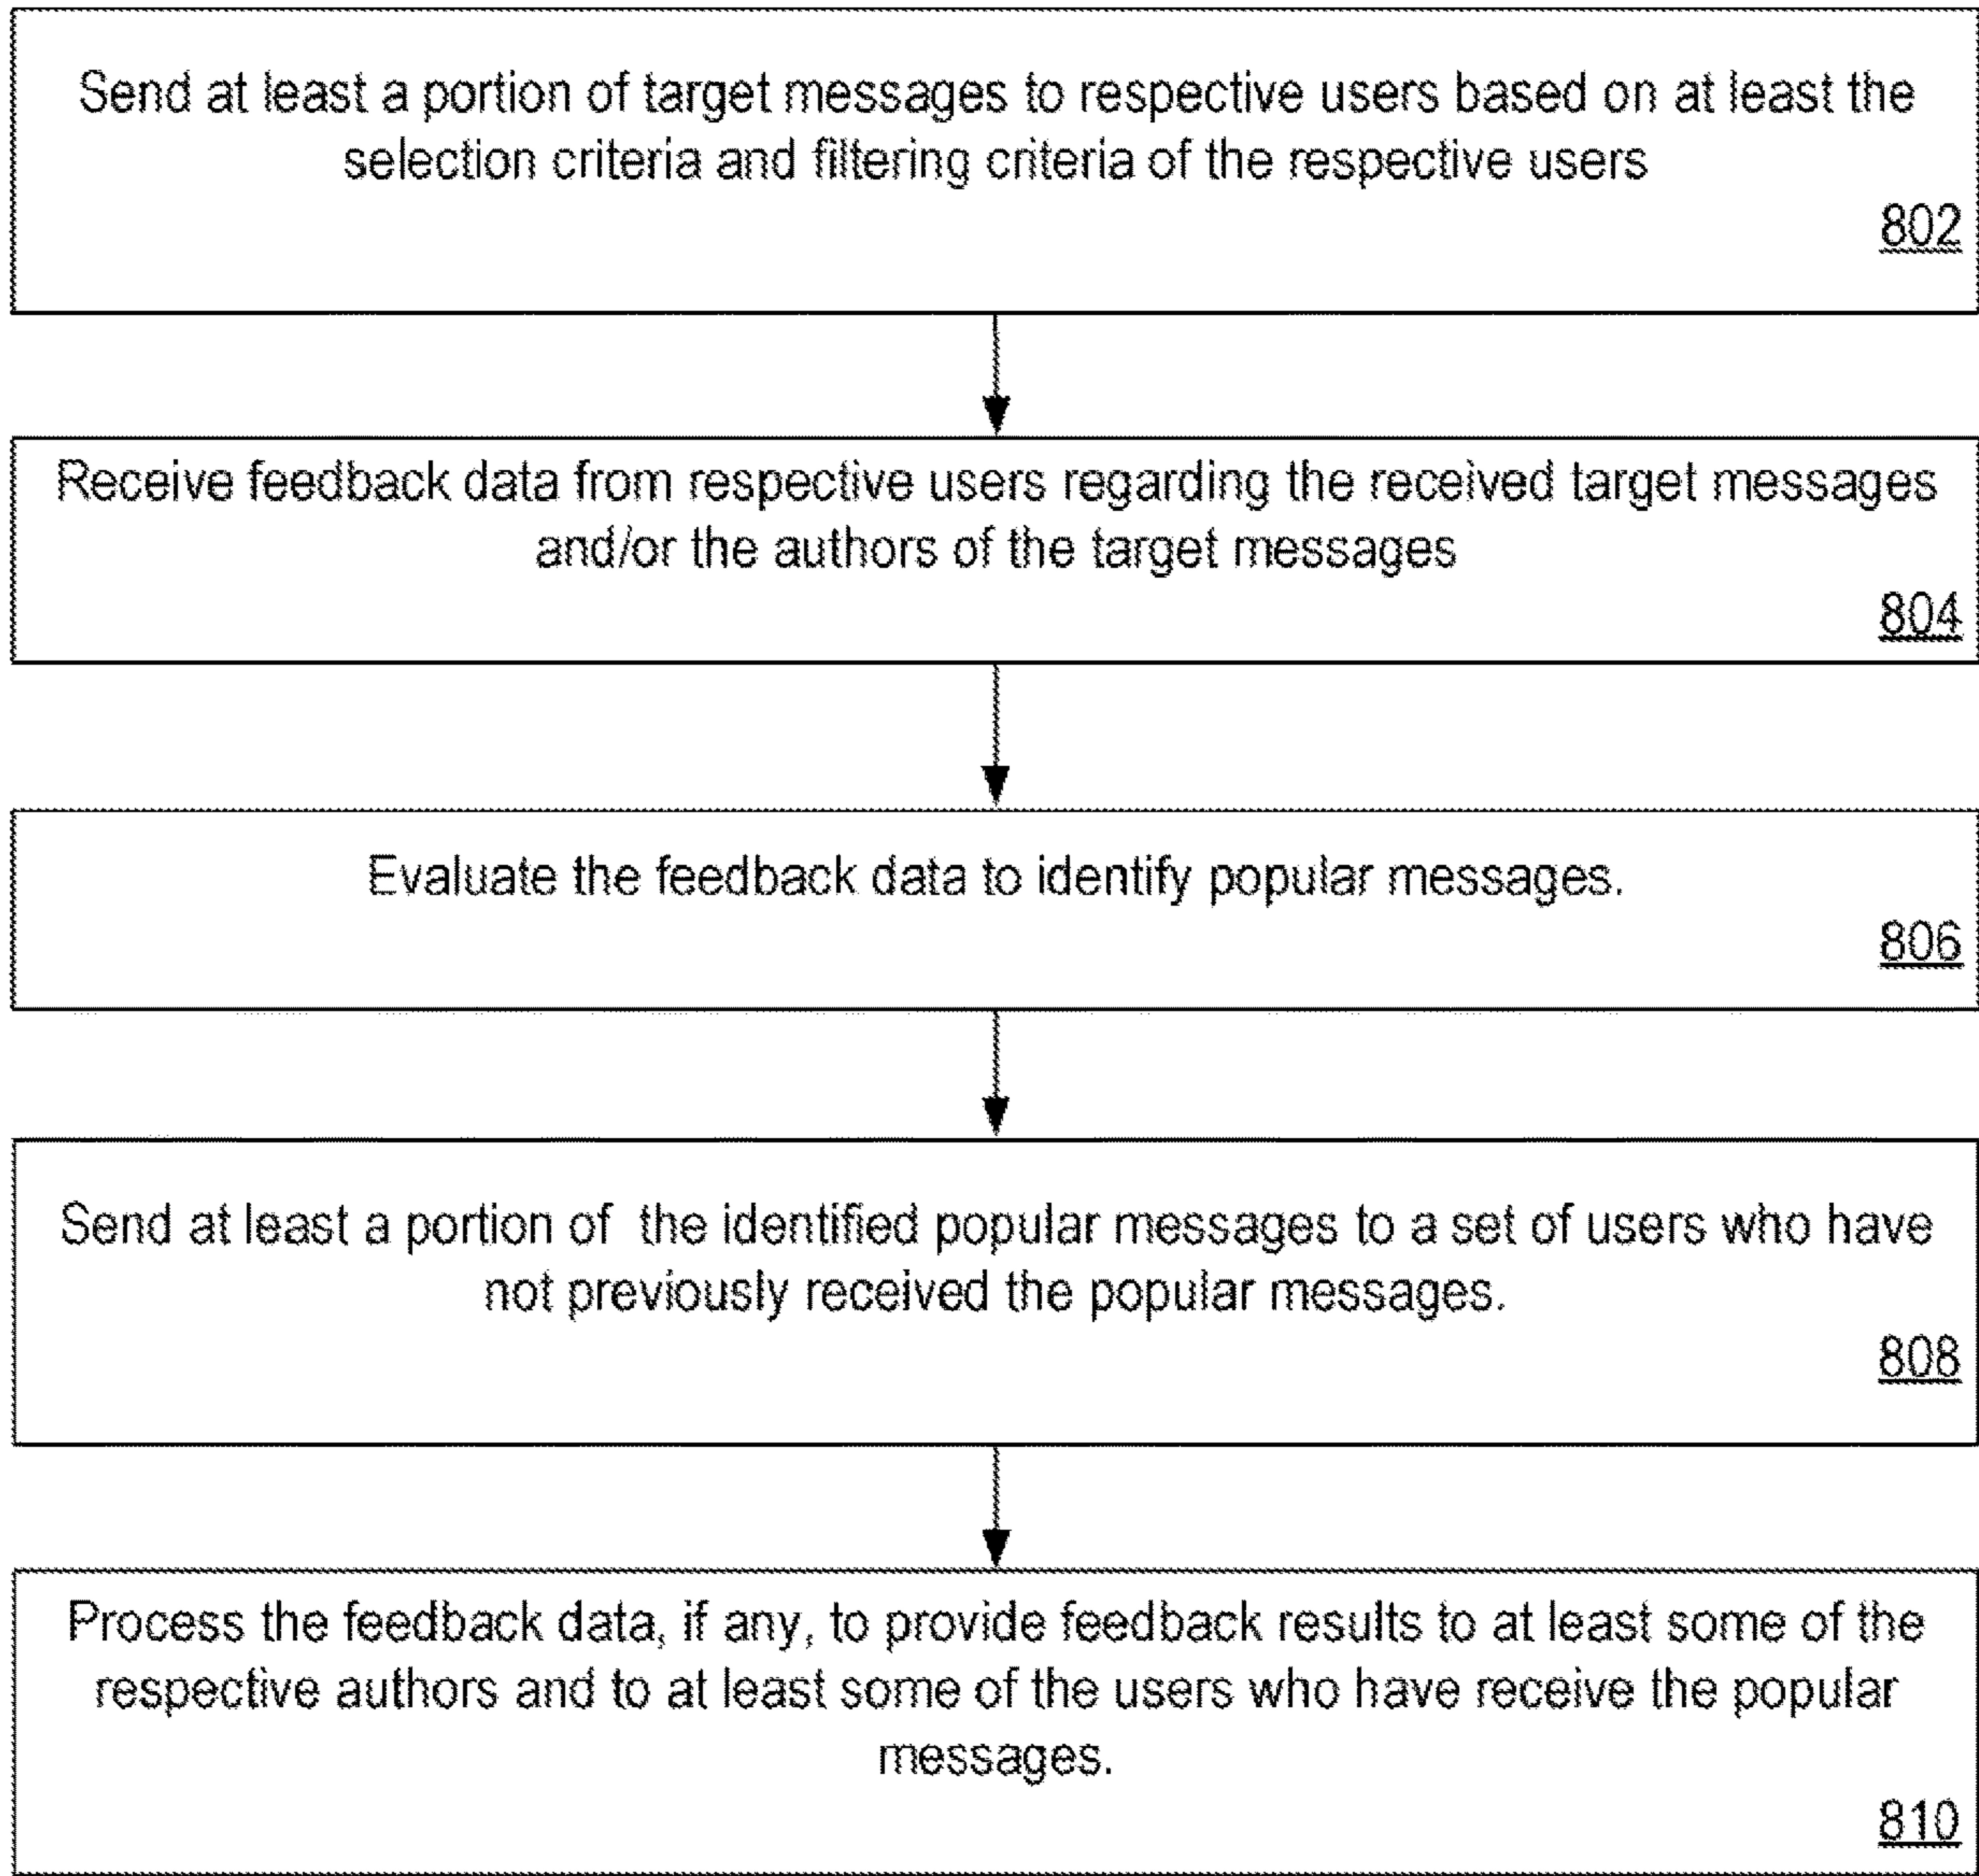 Send at least a portion of target messages to respective users based on at least the
selection criteria and filtering criteria of the respective users
802
Receive feedback data from respective users regarding the received target messages
and/or the authors of the target messages
804
Evaluate the feedback data to identify popular messages.
806
Send at least a portion of the identified popular messages to a set of users who have
not previously received the popular messages.
808
Process the feedback data, if any, to provide feedback results to at least some of the
respective authors and to at least some of the users who have receive the popular
messages.
810